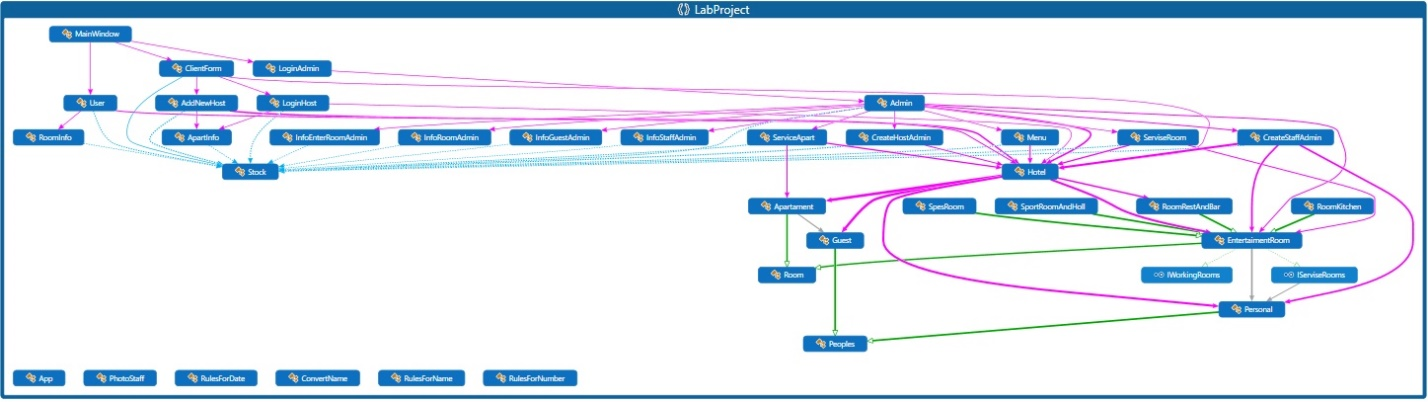 LabProject
MainWindow
ClientForm
LoginAdmin
User
AddNewHost
LoginHost
Admin
RoomInfo
ApartInfo
InfoEnterRoomAdmin
InfoRoomAdmin
InfoGuestAdmin
InfoStaffAdmin
ServiceApart
CreateHostAdmin
Menu
ServiseRoom
CreateStaffAdmin
Stock
Hotel
Apartament
SpesRoom
SportRoomAndHoll
RoomRestAndBar
RoomKitchen
Guest
EntertaimentRoom
Room
IWorkingRooms
IServiseRooms
Personal
Peoples
App
PhotoStaff
RulesForDate
ConvertName
RulesForName
RulesForNumber